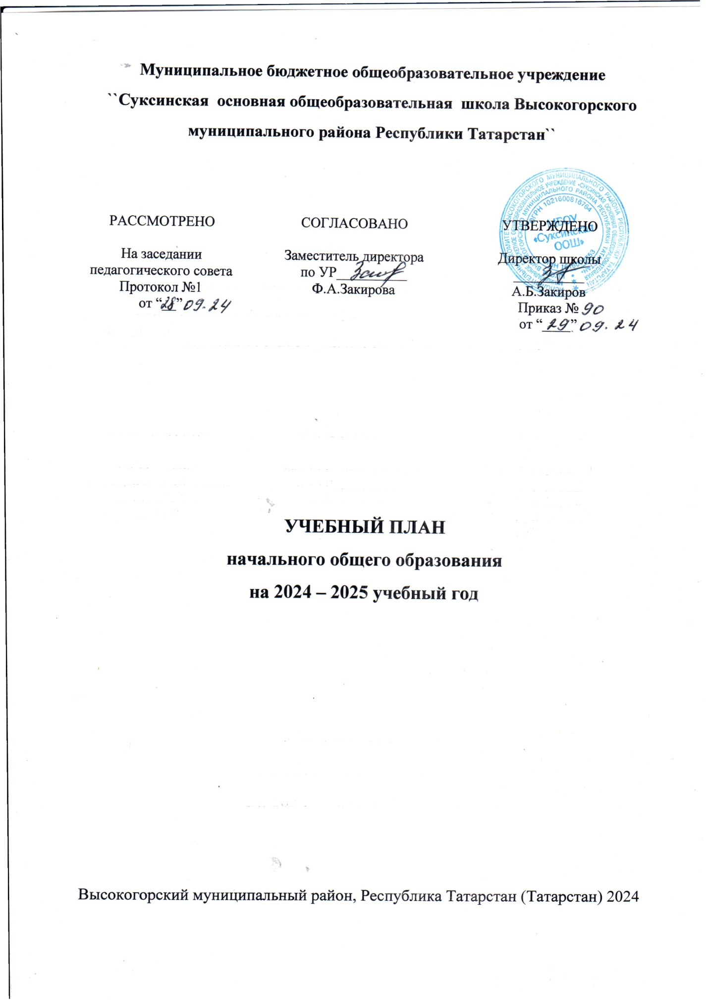 Муниципальное бюджетное общеобразовательное учреждение
``Суксинская основная общеобразовательная школа Высокогорского
муниципального района Республики Татарстан``
РАССМОТРЕНО
На заседании
педагогического совета
Протокол №1
от “28” 09.24
СОГЛАСОВАНО
Заместитель директора
по УР
Ф.А.Закирова
УТВЕРЖДЕНО
Директор школы
А.Б.Закиров
Приказ № 90
от “29” 09.24
МБОУ
«Суксинская
ООШ»
ОГРН 1021600816764
УЧЕБНЫЙ ПЛАН
начального общего образования
на 2024 – 2025 учебный год
Высокогорский муниципальный район, Республика Татарстан (Татарстан) 2024